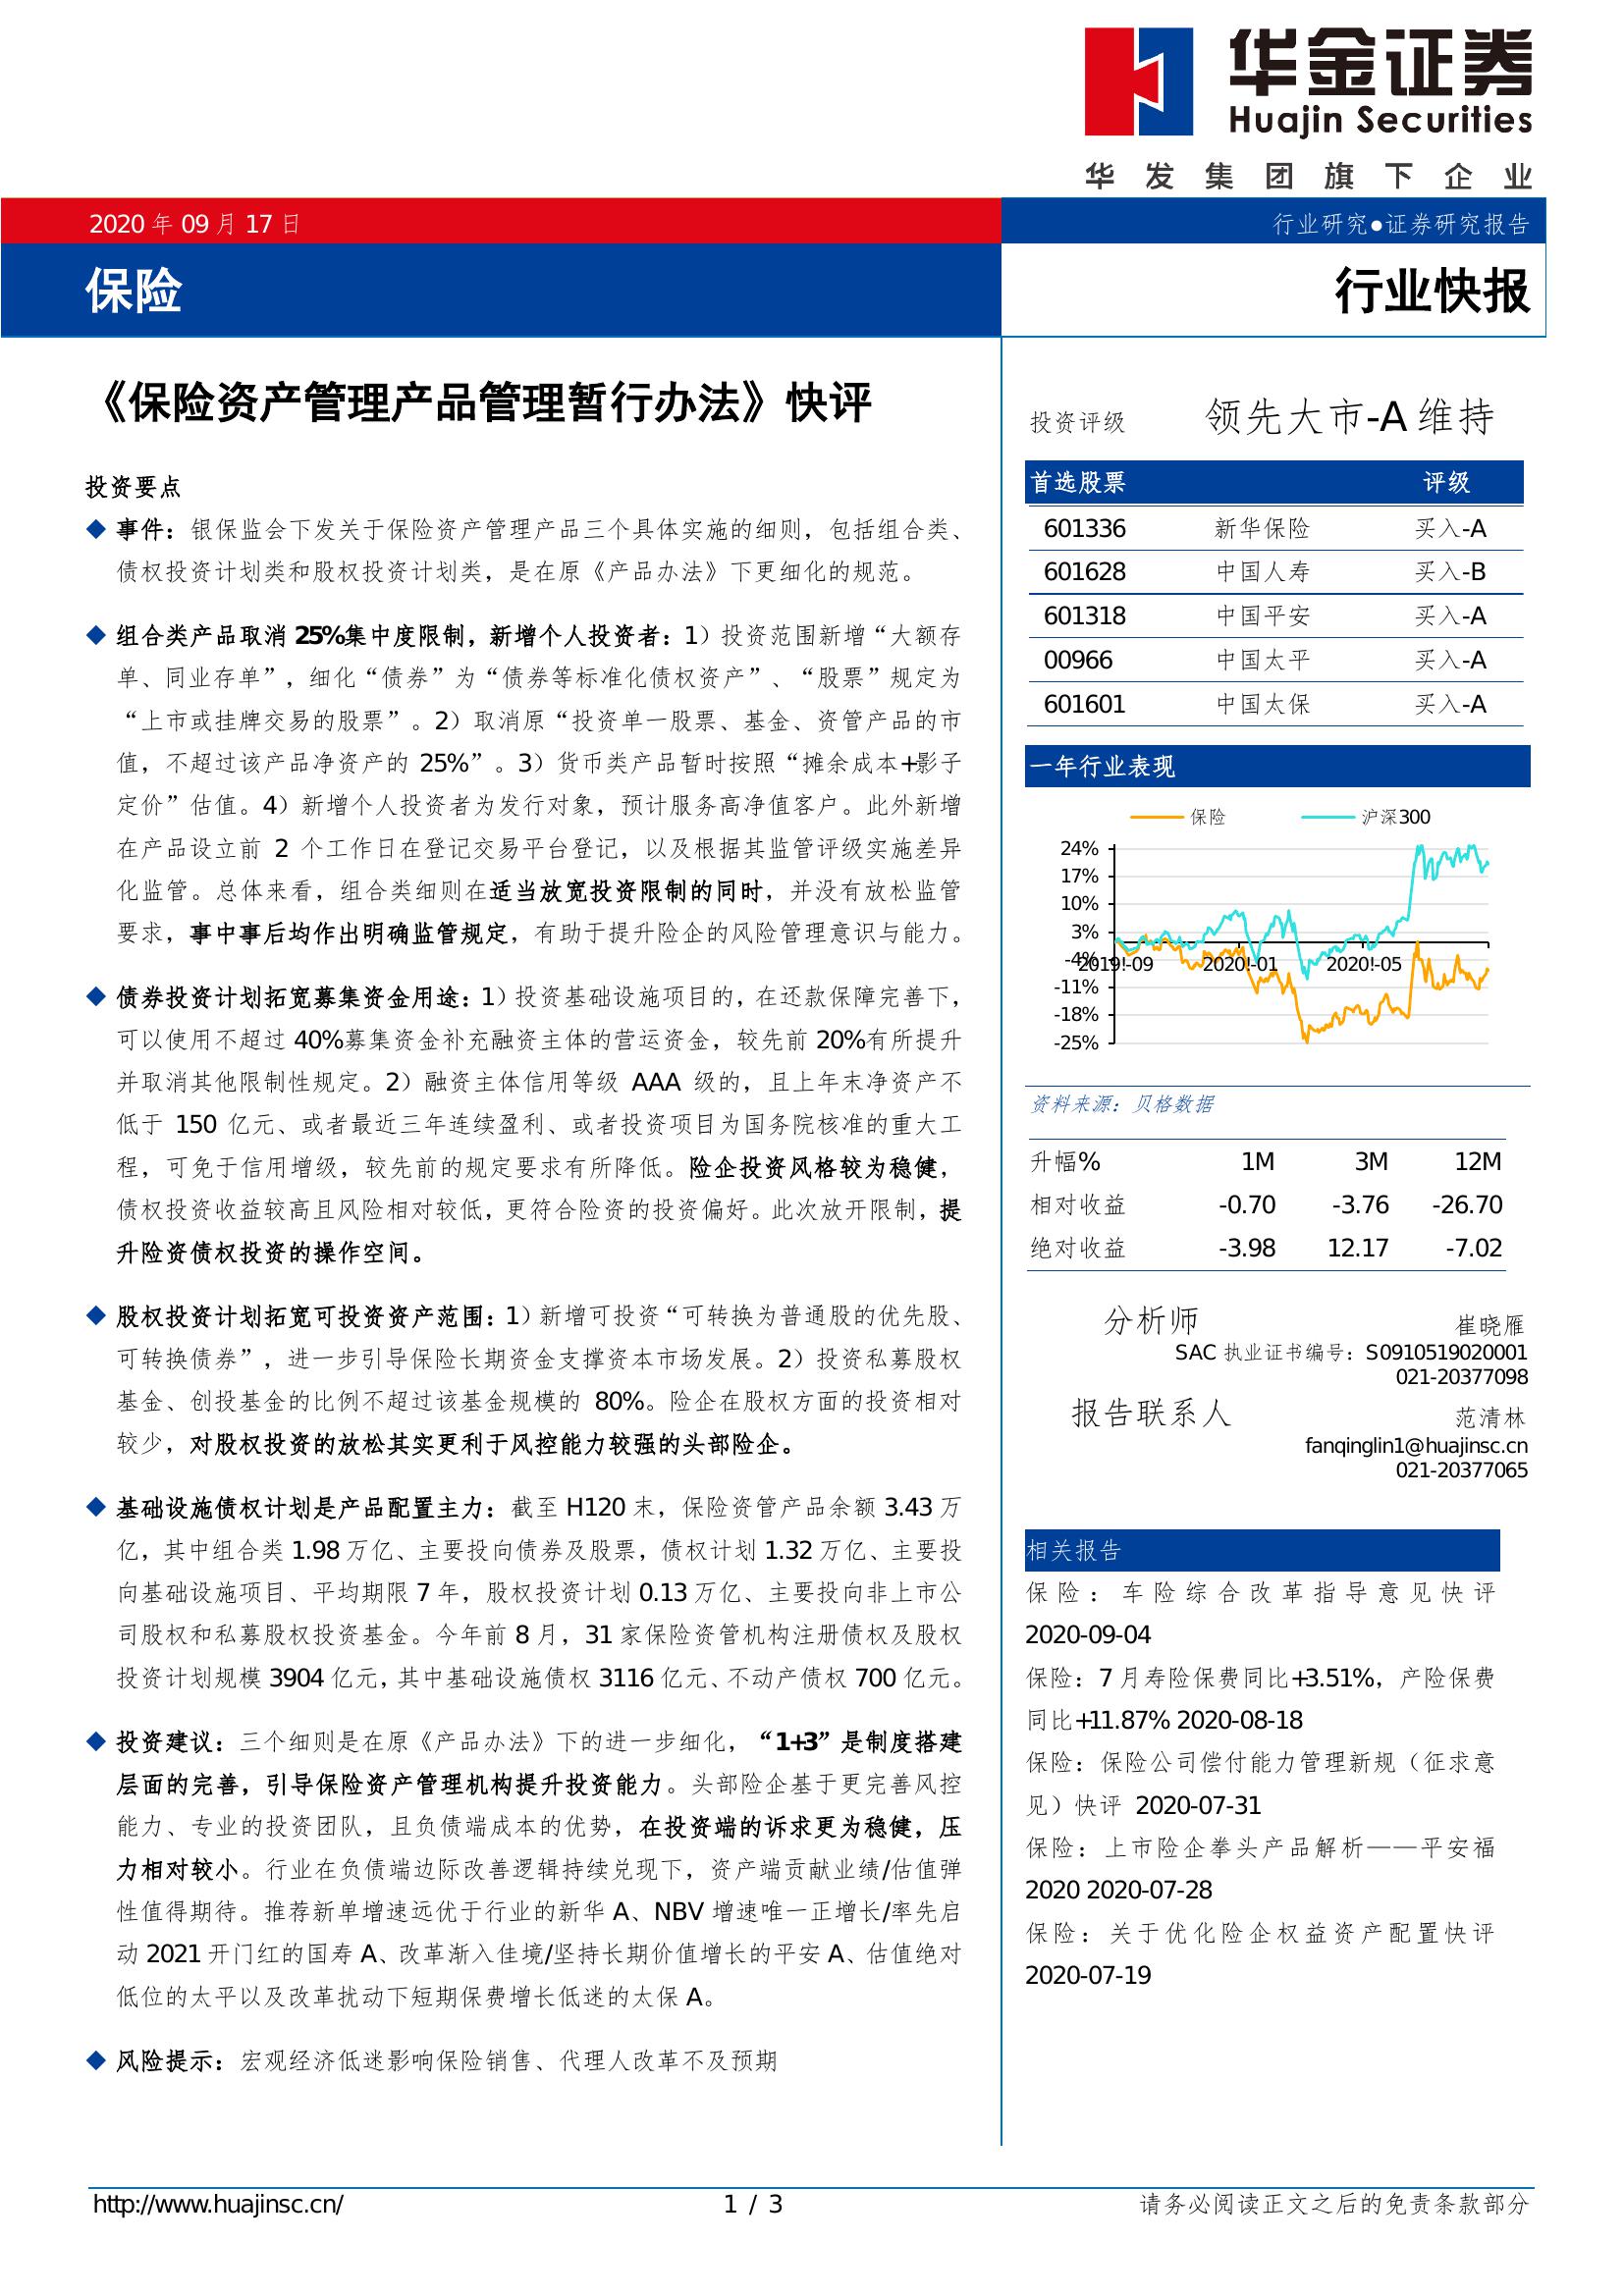 华金证券
Huajin Securities
华发集团旗下企业
2020 年 09 月 17 日
行业研究●证券研究报告
保险
行业快报
《保险资产管理产品管理暂行办法》快评
投资要点
◆ 事件：银保监会下发关于保险资产管理产品三个具体实施的细则，包括组合类、
债权投资计划类和股权投资计划类，是在原《产品办法》下更细化的规范。
◆ 组合类产品取消 25%集中度限制，新增个人投资者：1）投资范围新增“大额存
单、同业存单”，细化“债券”为“债券等标准化债权资产”、“股票”规定为
“上市或挂牌交易的股票”。2）取消原“投资单一股票、基金、资管产品的市
值，不超过该产品净资产的 25%”。3）货币类产品暂时按照“摊余成本+影子
定价”估值。4）新增个人投资者为发行对象，预计服务高净值客户。此外新增
在产品设立前 2 个工作日在登记交易平台登记，以及根据其监管评级实施差异
化监管。总体来看，组合类细则在适当放宽投资限制的同时，并没有放松监管
要求，事中事后均作出明确监管规定，有助于提升险企的风险管理意识与能力。
◆ 债券投资计划拓宽募集资金用途：1）投资基础设施项目的，在还款保障完善下，
可以使用不超过 40%募集资金补充融资主体的营运资金，较先前 20%有所提升
并取消其他限制性规定。2）融资主体信用等级 AAA 级的，且上年末净资产不
低于 150 亿元、或者最近三年连续盈利、或者投资项目为国务院核准的重大工
程，可免于信用增级，较先前的规定要求有所降低。险企投资风格较为稳健，
债权投资收益较高且风险相对较低，更符合险资的投资偏好。此次放开限制，提
升险资债权投资的操作空间。
◆ 股权投资计划拓宽可投资资产范围：1）新增可投资“可转换为普通股的优先股、
可转换债券”，进一步引导保险长期资金支撑资本市场发展。2）投资私募股权
基金、创投基金的比例不超过该基金规模的 80%。险企在股权方面的投资相对
较少，对股权投资的放松其实更利于风控能力较强的头部险企。
◆ 基础设施债权计划是产品配置主力：截至 H120 末，保险资管产品余额 3.43 万
亿，其中组合类 1.98 万亿、主要投向债券及股票，债权计划 1.32 万亿、主要投
向基础设施项目、平均期限 7 年，股权投资计划 0.13 万亿、主要投向非上市公
司股权和私募股权投资基金。今年前 8 月，31 家保险资管机构注册债权及股权
投资计划规模 3904 亿元，其中基础设施债权 3116 亿元、不动产债权 700 亿元。
◆ 投资建议：三个细则是在原《产品办法》下的进一步细化，“1+3”是制度搭建
层面的完善，引导保险资产管理机构提升投资能力。头部险企基于更完善风控
能力、专业的投资团队，且负债端成本的优势，在投资端的诉求更为稳健，压
力相对较小。行业在负债端边际改善逻辑持续兑现下，资产端贡献业绩/估值弹
性值得期待。推荐新单增速远优于行业的新华 A、NBV 增速唯一正增长/率先启
动 2021 开门红的国寿 A、改革渐入佳境/坚持长期价值增长的平安 A、估值绝对
低位的太平以及改革扰动下短期保费增长低迷的太保 A。
◆ 风险提示：宏观经济低迷影响保险销售、代理人改革不及预期
投资评级 领先大市-A 维持
首选股票 评级
601336 新华保险 买入-A
601628 中国人寿 买入-B
601318 中国平安 买入-A
00966 中国太平 买入-A
601601 中国太保 买入-A
一年行业表现
保险 沪深300
24%
17%
10%
3%
-4%
2019!-09 2020!-01 2020!-05
-11%
-18%
-25%
资料来源：贝格数据
升幅% 1M 3M 12M
相对收益 -0.70 -3.76 -26.70
绝对收益 -3.98 12.17 -7.02
分析师 崔晓雁
SAC 执业证书编号：S0910519020001
021-20377098
报告联系人 范清林
fanqinglin1@huajinsc.cn
021-20377065
相关报告
保险：车险综合改革指导意见快评
2020-09-04
保险：7 月寿险保费同比+3.51%，产险保费
同比+11.87% 2020-08-18
保险：保险公司偿付能力管理新规（征求意
见）快评 2020-07-31
保险：上市险企拳头产品解析——平安福
2020 2020-07-28
保险：关于优化险企权益资产配置快评
2020-07-19
http://www.huajinsc.cn/ 1 / 3 请务必阅读正文之后的免责条款部分